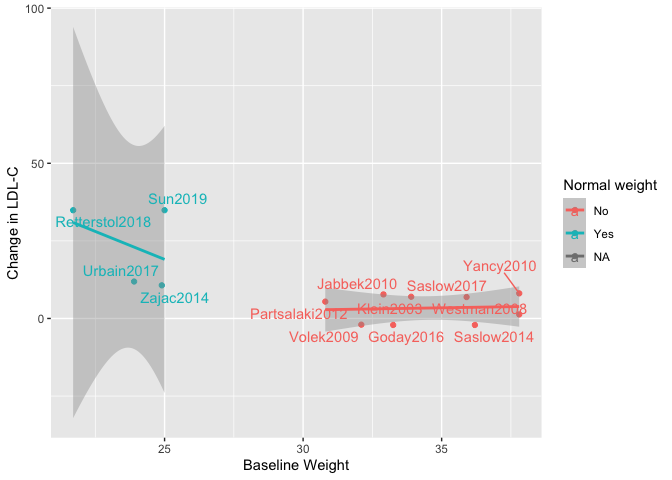 100
50
0
Change in LDL-C
Sun2019
Retterstol2018
Urbain2017
Zajac2014
Yancy2010
Jabbek2010
Saslow2017
Partsalaki2012
Klein2003
Westman2008
Volek2009
Goday2016
Saslow2014
25
30
35
Baseline Weight
Normal weight
a No
a Yes
a NA